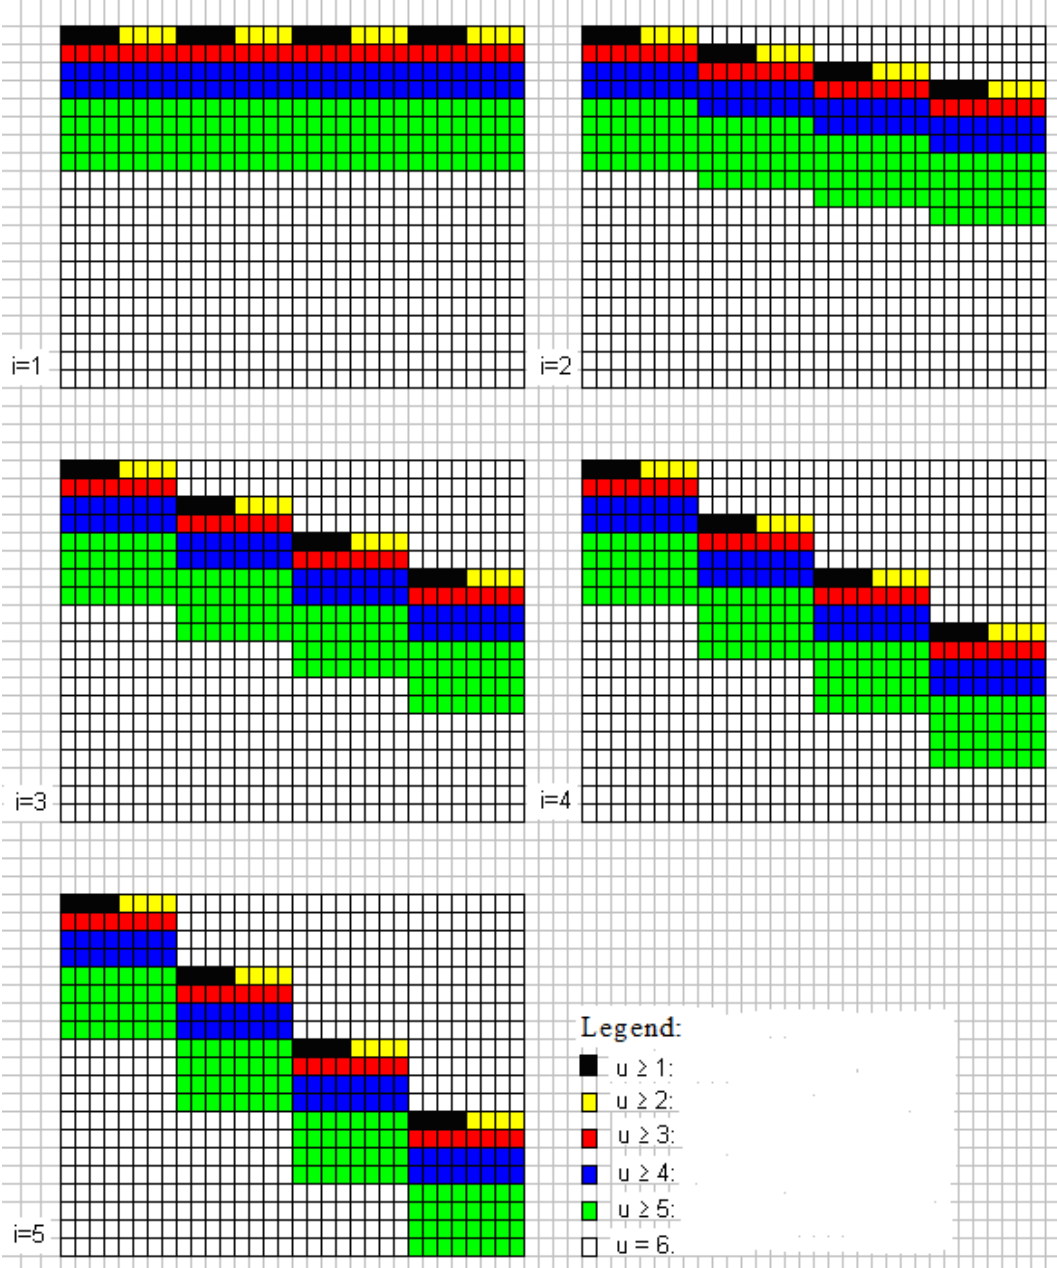 i=1
i=2
i=3
i=4
i=5
Legend:
u ≥ 1:
u ≥ 2:
u ≥ 3:
u ≥ 4:
u ≥ 5:
u = 6.